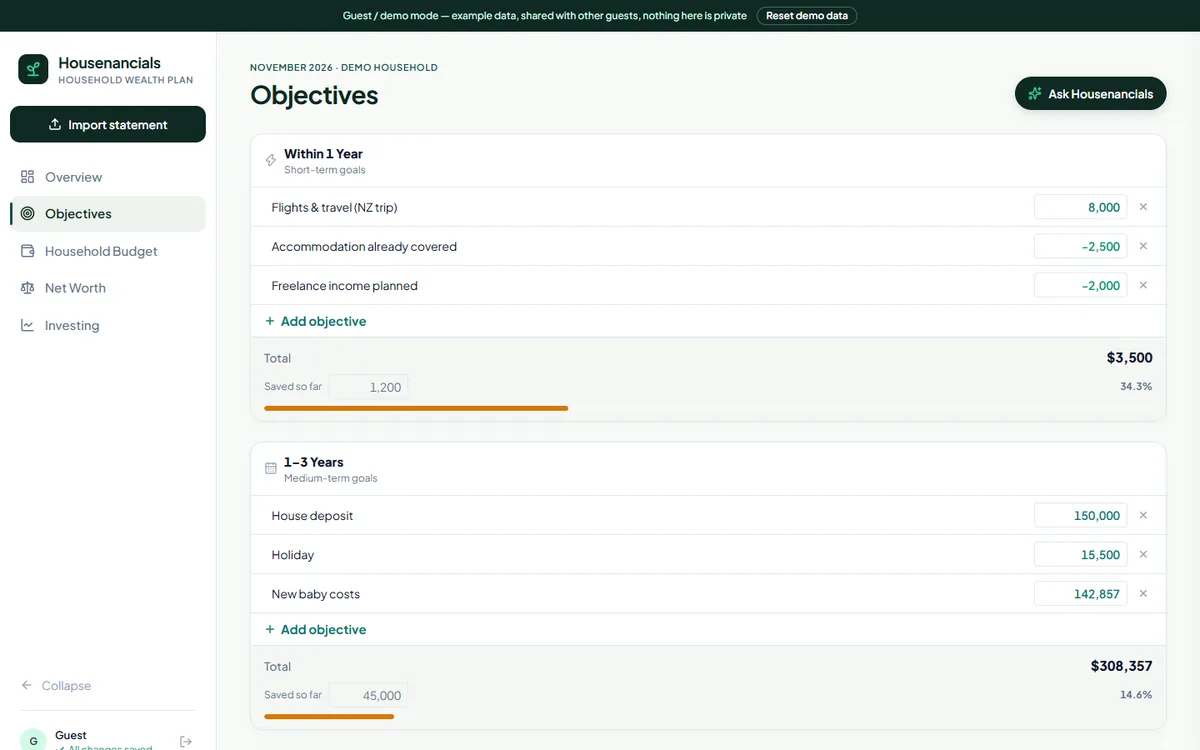 Guest / demo mode — example data, shared with other guests, nothing here is private
Reset demo data
Housenancials
HOUSEHOLD WEALTH PLAN
Import statement
Overview
Objectives
Household Budget
Net Worth
Investing
Collapse
G
Guest
✓ All changes saved
NOVEMBER 2026 · DEMO HOUSEHOLD
Objectives
Ask Housenancials
Within 1 Year
Short-term goals
Flights & travel (NZ trip) 8,000 ×
Accommodation already covered -2,500 ×
Freelance income planned -2,000 ×
+ Add objective
Total $3,500
Saved so far 1,200 34.3%
1–3 Years
Medium-term goals
House deposit 150,000 ×
Holiday 15,500 ×
New baby costs 142,857 ×
+ Add objective
Total $308,357
Saved so far 45,000 14.6%